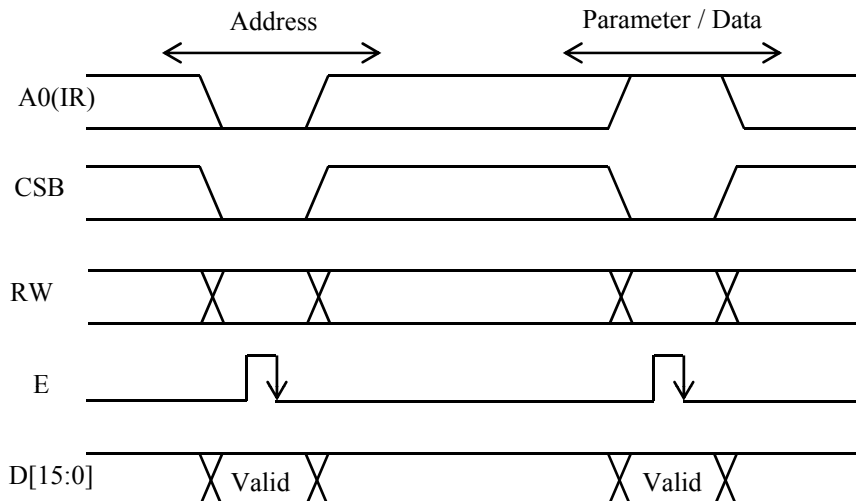 Address
Parameter / Data
A0(IR)
CSB
RW
E
D[15:0]
Valid
Valid